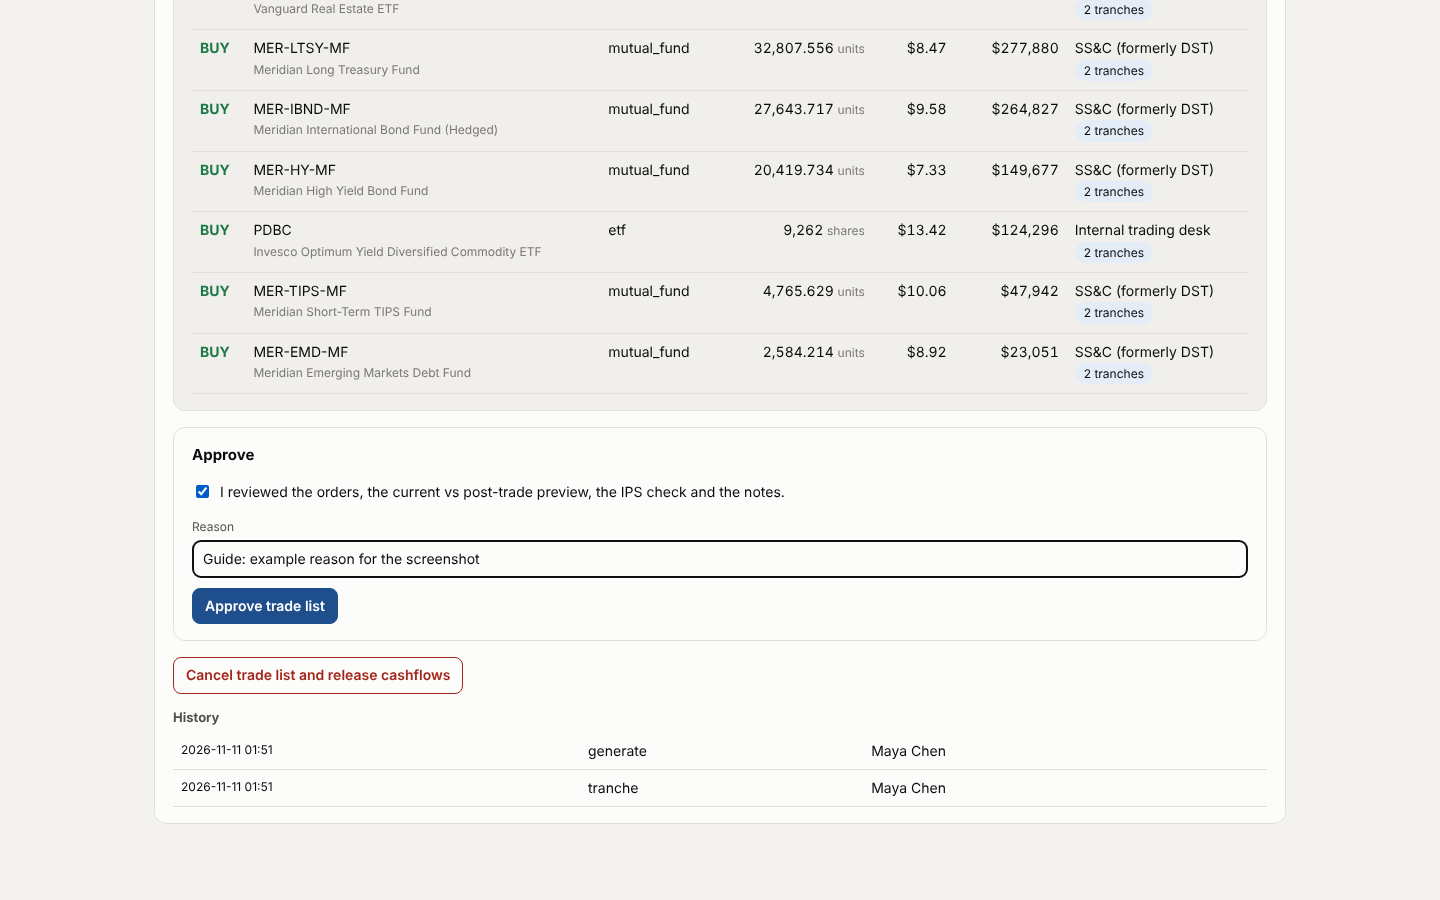 Vanguard Real Estate ETF 2 tranches
BUY MER-LTSY-MF mutual_fund 32,807.556 units $8.47 $277,880 SS&C (formerly DST)
Meridian Long Treasury Fund 2 tranches
BUY MER-IBND-MF mutual_fund 27,643.717 units $9.58 $264,827 SS&C (formerly DST)
Meridian International Bond Fund (Hedged) 2 tranches
BUY MER-HY-MF mutual_fund 20,419.734 units $7.33 $149,677 SS&C (formerly DST)
Meridian High Yield Bond Fund 2 tranches
BUY PDBC etf 9,262 shares $13.42 $124,296 Internal trading desk
Invesco Optimum Yield Diversified Commodity ETF 2 tranches
BUY MER-TIPS-MF mutual_fund 4,765.629 units $10.06 $47,942 SS&C (formerly DST)
Meridian Short-Term TIPS Fund 2 tranches
BUY MER-EMD-MF mutual_fund 2,584.214 units $8.92 $23,051 SS&C (formerly DST)
Meridian Emerging Markets Debt Fund 2 tranches
Approve
I reviewed the orders, the current vs post-trade preview, the IPS check and the notes.
Reason
Guide: example reason for the screenshot
Approve trade list
Cancel trade list and release cashflows
History
2026-11-11 01:51 generate Maya Chen
2026-11-11 01:51 tranche Maya Chen